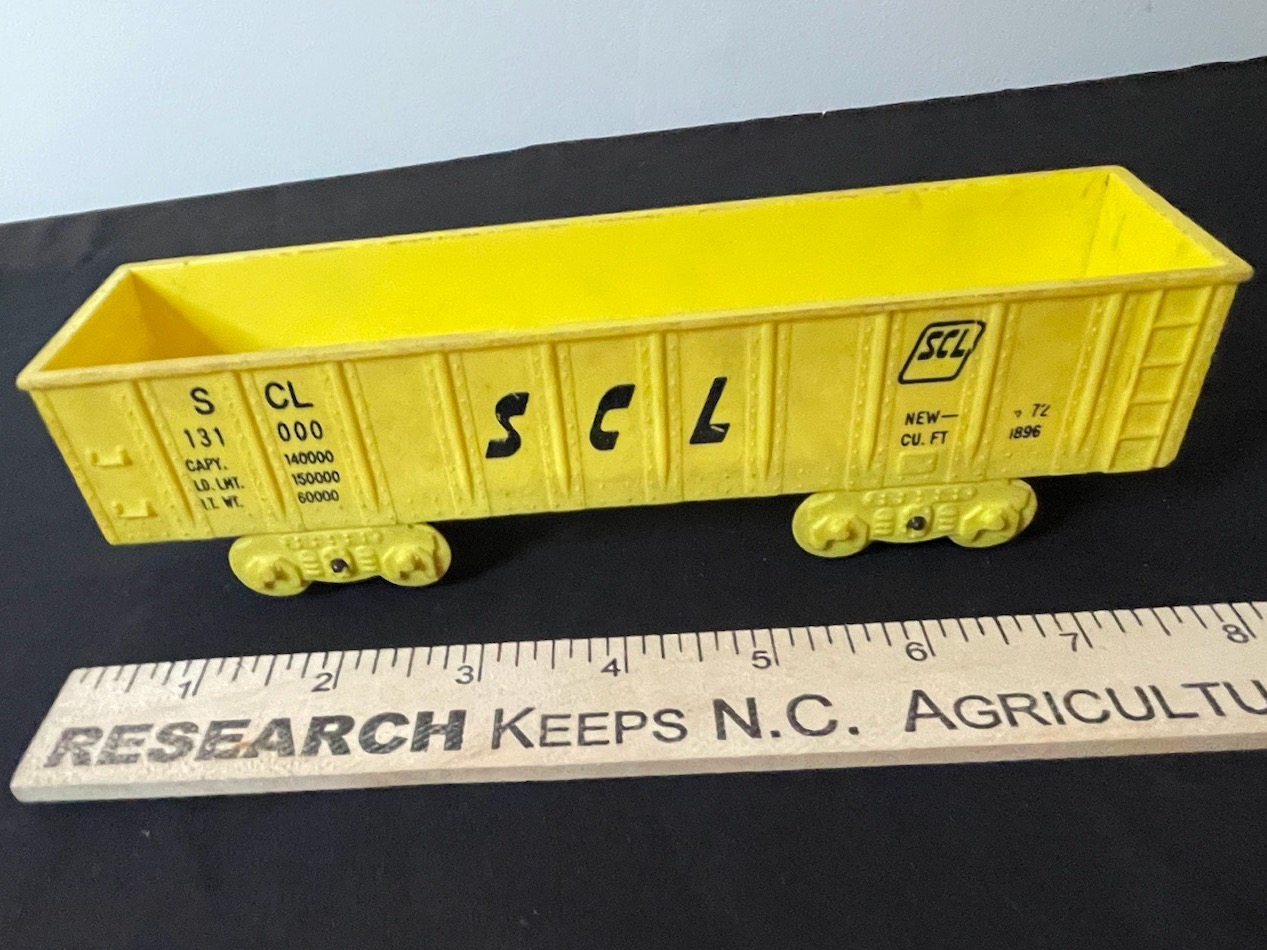 S CL
131 000
CAPY. 140000
LD. LMT. 150000
LT. WT. 60000
S C L
SCL
NEW— 72
CU. FT 1896
1 2 3 4 5 6 7 8
RESEARCH KEEPS N.C. AGRICULTU